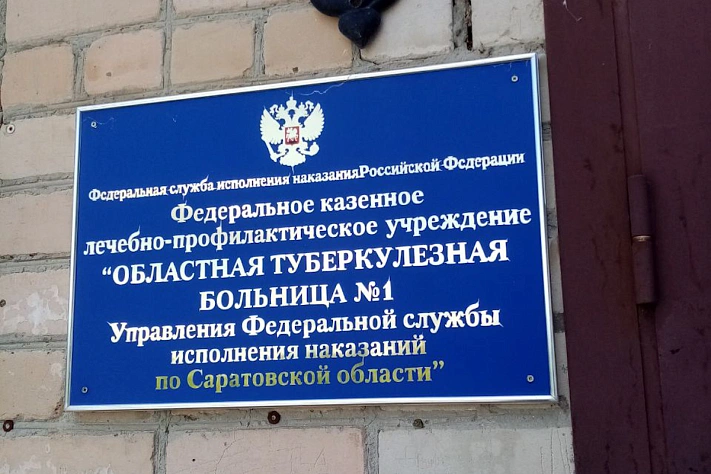 Федеральная служба исполнения наказанияРоссийской Федерации
Федеральное казенное
лечебно-профилактическое учреждение
“ОБЛАСТНАЯ ТУБЕРКУЛЕЗНАЯ
БОЛЬНИЦА №1
Управления Федеральной службы
исполнения наказаний
по Саратовской области”